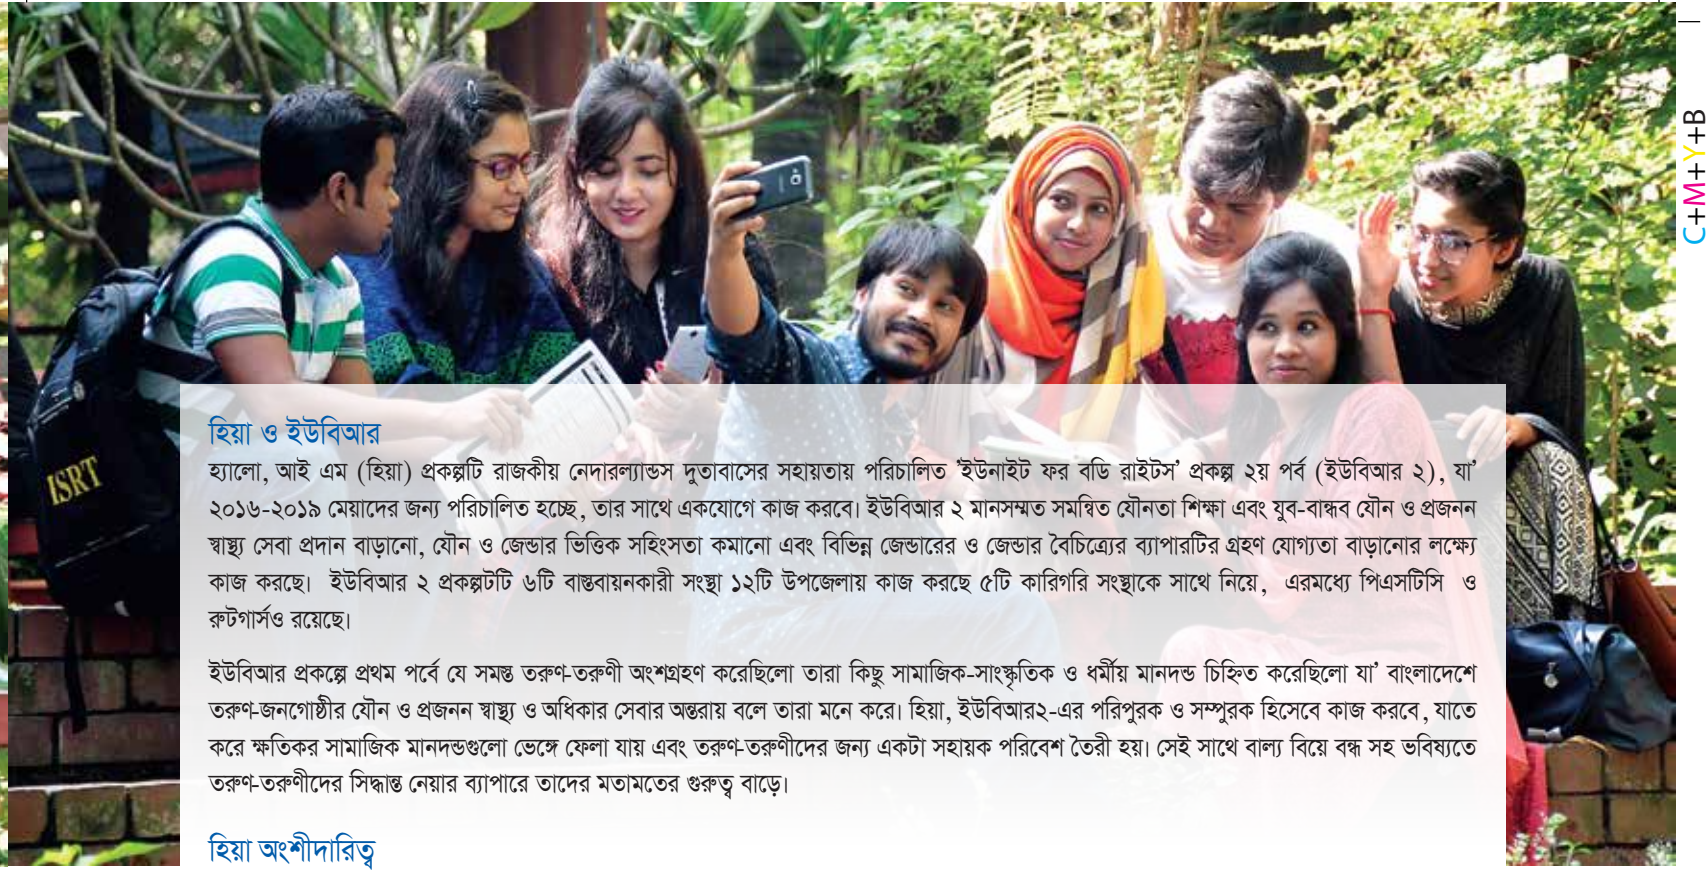 C+M+Y+B
ISRT
হিয়া ও ইউবিআর
হ্যালো, আই এম (হিয়া) প্রকল্পটি রাজকীয় নেদারল্যান্ডস দুতাবাসের সহায়তায় পরিচালিত ‘ইউনাইট ফর বডি রাইটস’ প্রকল্প ২য় পর্ব (ইউবিআর ২), যা’
২০১৬-২০১৯ মেয়াদের জন্য পরিচালিত হচ্ছে, তার সাথে একযোগে কাজ করবে। ইউবিআর ২ মানসম্মত সমন্বিত যৌনতা শিক্ষা এবং যুব-বান্ধব যৌন ও প্রজনন
স্বাস্থ্য সেবা প্রদান বাড়ানো, যৌন ও জেন্ডার ভিত্তিক সহিংসতা কমানো এবং বিভিন্ন জেন্ডারের ও জেন্ডার বৈচিত্র্যের ব্যাপারটির গ্রহণ যোগ্যতা বাড়ানোর লক্ষ্যে
কাজ করছে। ইউবিআর ২ প্রকল্পটটি ৬টি বাস্তবায়নকারী সংস্থা ১২টি উপজেলায় কাজ করছে ৫টি কারিগরি সংস্থাকে সাথে নিয়ে, এরমধ্যে পিএসটিসি ও
রুটগার্সও রয়েছে।
ইউবিআর প্রকল্পে প্রথম পর্বে যে সমস্ত তরুণ-তরুণী অংশগ্রহণ করেছিলো তারা কিছু সামাজিক-সাংস্কৃতিক ও ধর্মীয় মানদন্ড চিহ্নিত করেছিলো যা’ বাংলাদেশে
তরুণ-জনগোষ্ঠীর যৌন ও প্রজনন স্বাস্থ্য ও অধিকার সেবার অন্তরায় বলে তারা মনে করে। হিয়া, ইউবিআর২-এর পরিপুরক ও সম্পুরক হিসেবে কাজ করবে, যাতে
করে ক্ষতিকর সামাজিক মানদন্ডগুলো ভেঙ্গে ফেলা যায় এবং তরুণ-তরুণীদের জন্য একটা সহায়ক পরিবেশ তৈরী হয়। সেই সাথে বাল্য বিয়ে বন্ধ সহ ভবিষ্যতে
তরুণ-তরুণীদের সিদ্ধান্ত নেয়ার ব্যাপারে তাদের মতামতের গুরুত্ব বাড়ে।
হিয়া অংশীদারিত্ব